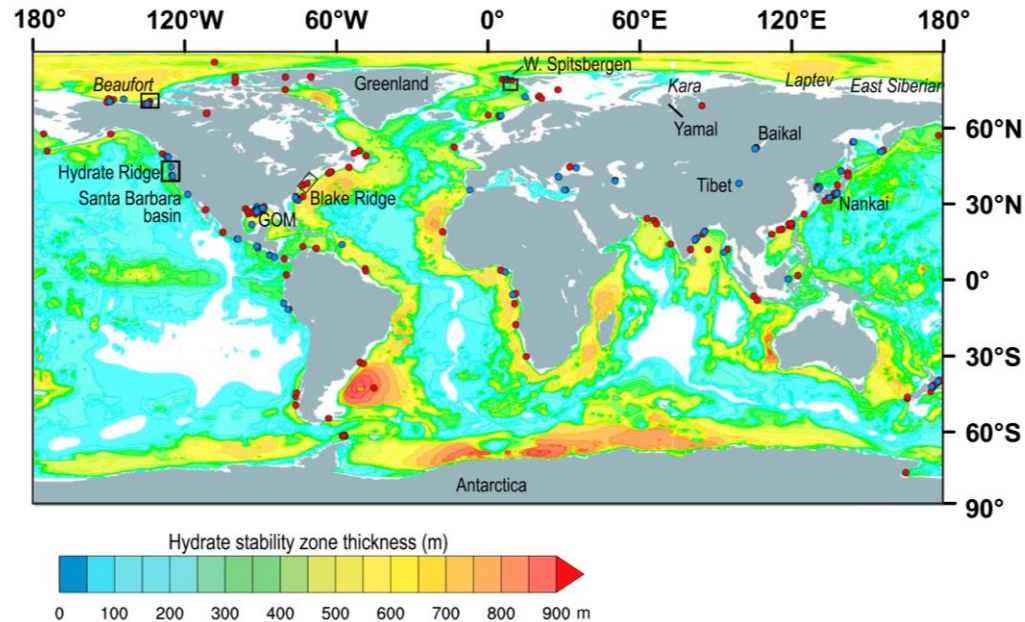 180° 120°W 60°W 0° 60°E 120°E 180°
W. Spitsbergen
Beaufort
Greenland
Kara
Laptev
East Siberian
Yamal
Baikal
60°N
Hydrate Ridge
Tibet
Santa Barbara
basin
Blake Ridge
Nankai
30°N
GOM
0°
30°S
60°S
Antarctica
90°
Hydrate stability zone thickness (m)
0 100 200 300 400 500 600 700 800 900 m